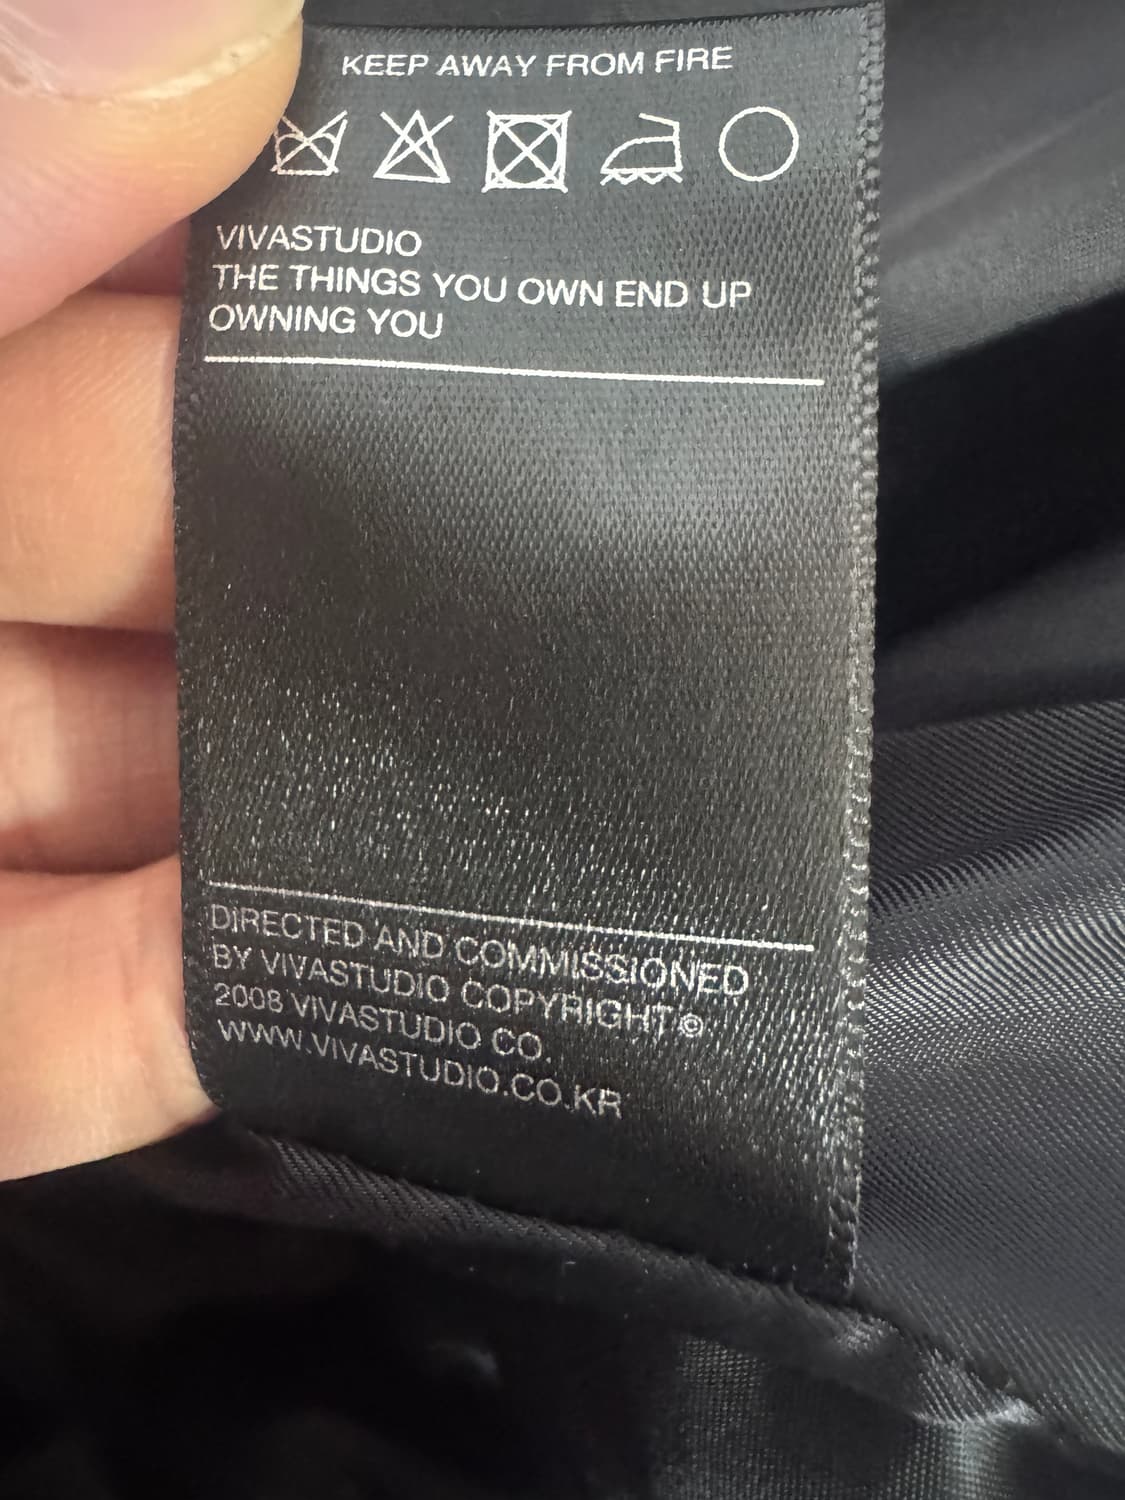 KEEP AWAY FROM FIRE
VIVASTUDIO
THE THINGS YOU OWN END UP
OWNING YOU
DIRECTED AND COMMISSIONED
BY VIVASTUDIO COPYRIGHT ©
2008 VIVASTUDIO CO.
WWW.VIVASTUDIO.CO.KR